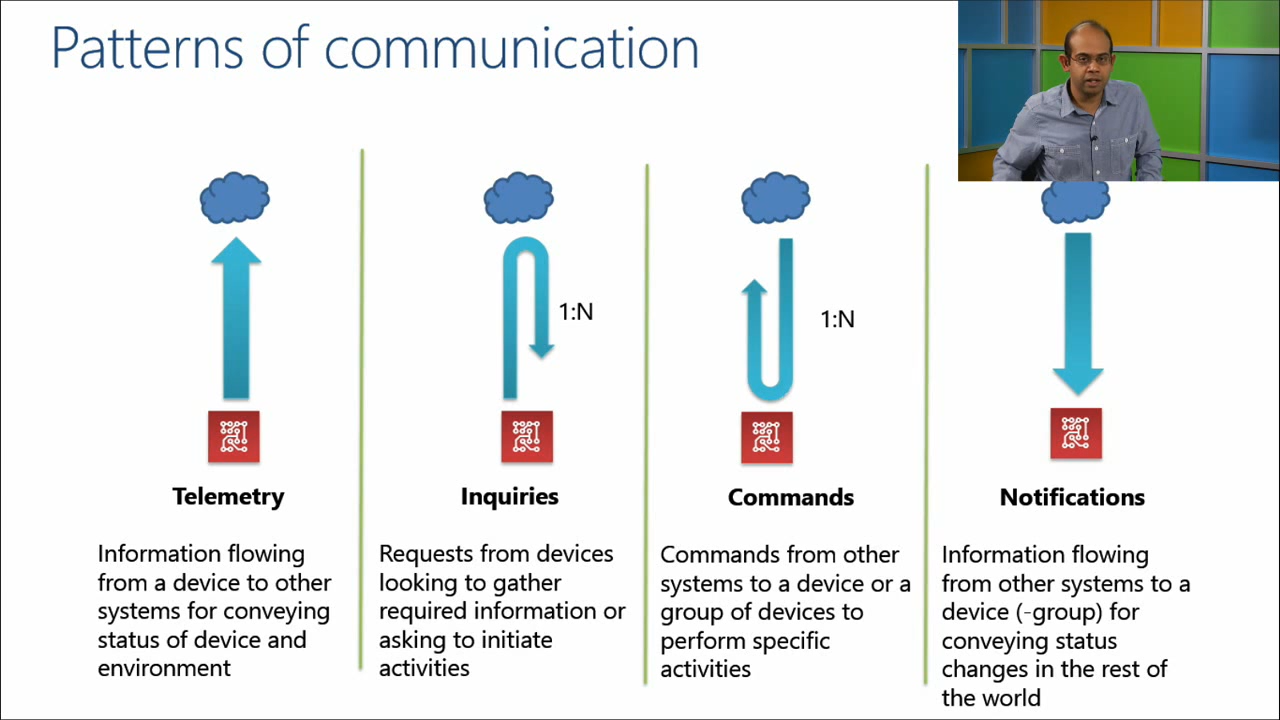 Patterns of communication
1:N
1:N
Telemetry
Information flowing
from a device to other
systems for conveying
status of device and
environment
Inquiries
Requests from devices
looking to gather
required information or
asking to initiate
activities
Commands
Commands from other
systems to a device or a
group of devices to
perform specific
activities
Notifications
Information flowing
from other systems to a
device (-group) for
conveying status
changes in the rest of
the world